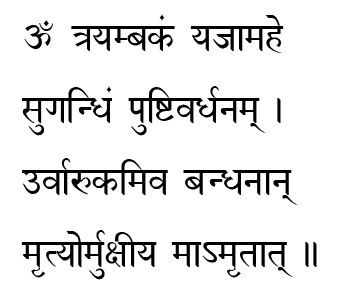 ॐ त्रयम्बकं यजामहे
सुगन्धिं पुष्टिवर्धनम् ।
उर्वारुकमिव बन्धनान्
मृत्योर्मुक्षीय माऽमृतात् ॥